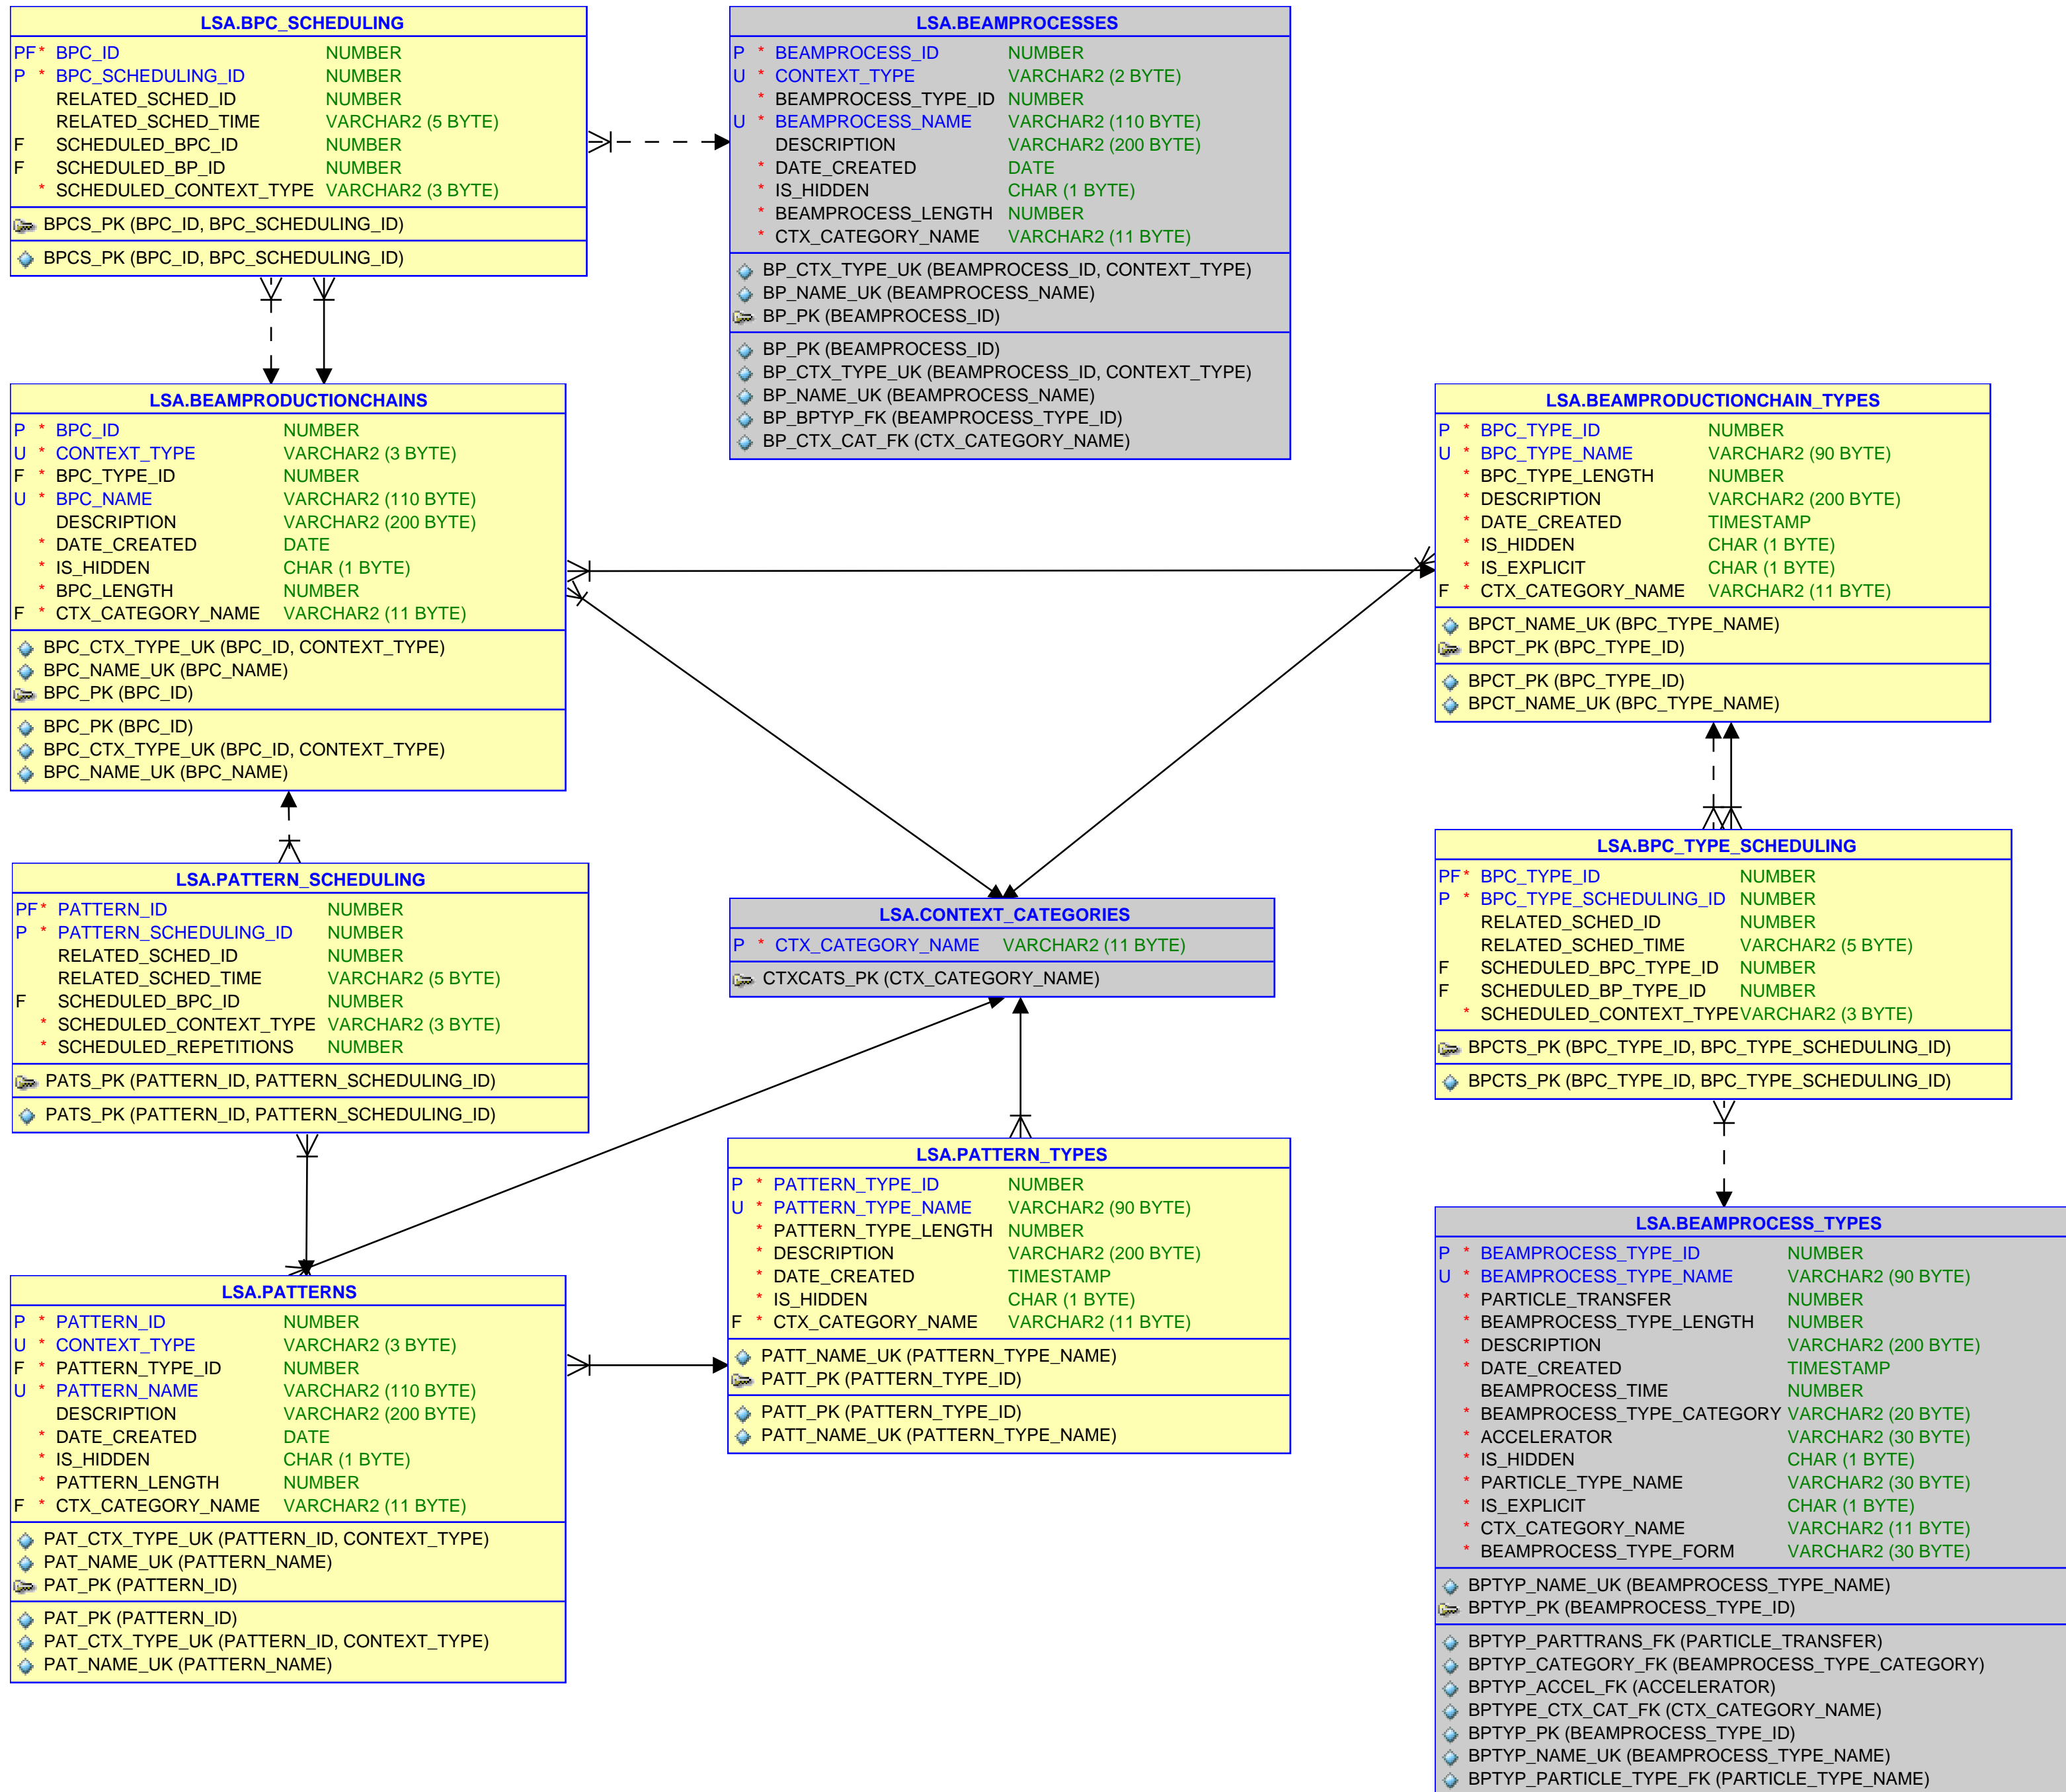 LSA.BPC_SCHEDULING
PF* BPC_ID NUMBER
P * BPC_SCHEDULING_ID NUMBER
RELATED_SCHED_ID NUMBER
RELATED_SCHED_TIME VARCHAR2 (5 BYTE)
F SCHEDULED_BPC_ID NUMBER
F SCHEDULED_BP_ID NUMBER
* SCHEDULED_CONTEXT_TYPE VARCHAR2 (3 BYTE)
BPCS_PK (BPC_ID, BPC_SCHEDULING_ID)
BPCS_PK (BPC_ID, BPC_SCHEDULING_ID)
LSA.BEAMPROCESSES
P * BEAMPROCESS_ID NUMBER
U * CONTEXT_TYPE VARCHAR2 (2 BYTE)
* BEAMPROCESS_TYPE_ID NUMBER
U * BEAMPROCESS_NAME VARCHAR2 (110 BYTE)
DESCRIPTION VARCHAR2 (200 BYTE)
* DATE_CREATED DATE
* IS_HIDDEN CHAR (1 BYTE)
* BEAMPROCESS_LENGTH NUMBER
* CTX_CATEGORY_NAME VARCHAR2 (11 BYTE)
BP_CTX_TYPE_UK (BEAMPROCESS_ID, CONTEXT_TYPE)
BP_NAME_UK (BEAMPROCESS_NAME)
BP_PK (BEAMPROCESS_ID)
BP_PK (BEAMPROCESS_ID)
BP_CTX_TYPE_UK (BEAMPROCESS_ID, CONTEXT_TYPE)
BP_NAME_UK (BEAMPROCESS_NAME)
BP_BPTYP_FK (BEAMPROCESS_TYPE_ID)
BP_CTX_CAT_FK (CTX_CATEGORY_NAME)
LSA.BEAMPRODUCTIONCHAINS
P * BPC_ID NUMBER
U * CONTEXT_TYPE VARCHAR2 (3 BYTE)
F * BPC_TYPE_ID NUMBER
U * BPC_NAME VARCHAR2 (110 BYTE)
DESCRIPTION VARCHAR2 (200 BYTE)
* DATE_CREATED DATE
* IS_HIDDEN CHAR (1 BYTE)
* BPC_LENGTH NUMBER
F * CTX_CATEGORY_NAME VARCHAR2 (11 BYTE)
BPC_CTX_TYPE_UK (BPC_ID, CONTEXT_TYPE)
BPC_NAME_UK (BPC_NAME)
BPC_PK (BPC_ID)
BPC_PK (BPC_ID)
BPC_CTX_TYPE_UK (BPC_ID, CONTEXT_TYPE)
BPC_NAME_UK (BPC_NAME)
LSA.BEAMPRODUCTIONCHAIN_TYPES
P * BPC_TYPE_ID NUMBER
U * BPC_TYPE_NAME VARCHAR2 (90 BYTE)
* BPC_TYPE_LENGTH NUMBER
* DESCRIPTION VARCHAR2 (200 BYTE)
* DATE_CREATED TIMESTAMP
* IS_HIDDEN CHAR (1 BYTE)
* IS_EXPLICIT CHAR (1 BYTE)
F * CTX_CATEGORY_NAME VARCHAR2 (11 BYTE)
BPCT_NAME_UK (BPC_TYPE_NAME)
BPCT_PK (BPC_TYPE_ID)
BPCT_PK (BPC_TYPE_ID)
BPCT_NAME_UK (BPC_TYPE_NAME)
LSA.PATTERN_SCHEDULING
PF* PATTERN_ID NUMBER
P * PATTERN_SCHEDULING_ID NUMBER
RELATED_SCHED_ID NUMBER
RELATED_SCHED_TIME VARCHAR2 (5 BYTE)
F SCHEDULED_BPC_ID NUMBER
* SCHEDULED_CONTEXT_TYPE VARCHAR2 (3 BYTE)
* SCHEDULED_REPETITIONS NUMBER
PATS_PK (PATTERN_ID, PATTERN_SCHEDULING_ID)
PATS_PK (PATTERN_ID, PATTERN_SCHEDULING_ID)
LSA.CONTEXT_CATEGORIES
P * CTX_CATEGORY_NAME VARCHAR2 (11 BYTE)
CTXCATS_PK (CTX_CATEGORY_NAME)
LSA.BPC_TYPE_SCHEDULING
PF* BPC_TYPE_ID NUMBER
P * BPC_TYPE_SCHEDULING_ID NUMBER
RELATED_SCHED_ID NUMBER
RELATED_SCHED_TIME VARCHAR2 (5 BYTE)
F SCHEDULED_BPC_TYPE_ID NUMBER
F SCHEDULED_BP_TYPE_ID NUMBER
* SCHEDULED_CONTEXT_TYPE VARCHAR2 (3 BYTE)
BPCTS_PK (BPC_TYPE_ID, BPC_TYPE_SCHEDULING_ID)
BPCTS_PK (BPC_TYPE_ID, BPC_TYPE_SCHEDULING_ID)
LSA.PATTERNS
P * PATTERN_ID NUMBER
U * CONTEXT_TYPE VARCHAR2 (3 BYTE)
F * PATTERN_TYPE_ID NUMBER
U * PATTERN_NAME VARCHAR2 (110 BYTE)
DESCRIPTION VARCHAR2 (200 BYTE)
* DATE_CREATED DATE
* IS_HIDDEN CHAR (1 BYTE)
* PATTERN_LENGTH NUMBER
F * CTX_CATEGORY_NAME VARCHAR2 (11 BYTE)
PAT_CTX_TYPE_UK (PATTERN_ID, CONTEXT_TYPE)
PAT_NAME_UK (PATTERN_NAME)
PAT_PK (PATTERN_ID)
PAT_PK (PATTERN_ID)
PAT_CTX_TYPE_UK (PATTERN_ID, CONTEXT_TYPE)
PAT_NAME_UK (PATTERN_NAME)
LSA.PATTERN_TYPES
P * PATTERN_TYPE_ID NUMBER
U * PATTERN_TYPE_NAME VARCHAR2 (90 BYTE)
* PATTERN_TYPE_LENGTH NUMBER
* DESCRIPTION VARCHAR2 (200 BYTE)
* DATE_CREATED TIMESTAMP
* IS_HIDDEN CHAR (1 BYTE)
F * CTX_CATEGORY_NAME VARCHAR2 (11 BYTE)
PATT_NAME_UK (PATTERN_TYPE_NAME)
PATT_PK (PATTERN_TYPE_ID)
PATT_PK (PATTERN_TYPE_ID)
PATT_NAME_UK (PATTERN_TYPE_NAME)
LSA.BEAMPROCESS_TYPES
P * BEAMPROCESS_TYPE_ID NUMBER
U * BEAMPROCESS_TYPE_NAME VARCHAR2 (90 BYTE)
* PARTICLE_TRANSFER NUMBER
* BEAMPROCESS_TYPE_LENGTH NUMBER
* DESCRIPTION VARCHAR2 (200 BYTE)
* DATE_CREATED TIMESTAMP
BEAMPROCESS_TIME NUMBER
* BEAMPROCESS_TYPE_CATEGORY VARCHAR2 (20 BYTE)
* ACCELERATOR VARCHAR2 (30 BYTE)
* IS_HIDDEN CHAR (1 BYTE)
* PARTICLE_TYPE_NAME VARCHAR2 (30 BYTE)
* IS_EXPLICIT CHAR (1 BYTE)
* CTX_CATEGORY_NAME VARCHAR2 (11 BYTE)
* BEAMPROCESS_TYPE_FORM VARCHAR2 (30 BYTE)
BPTYP_NAME_UK (BEAMPROCESS_TYPE_NAME)
BPTYP_PK (BEAMPROCESS_TYPE_ID)
BPTYP_PARTTRANS_FK (PARTICLE_TRANSFER)
BPTYP_CATEGORY_FK (BEAMPROCESS_TYPE_CATEGORY)
BPTYP_ACCEL_FK (ACCELERATOR)
BPTYPE_CTX_CAT_FK (CTX_CATEGORY_NAME)
BPTYP_PK (BEAMPROCESS_TYPE_ID)
BPTYP_NAME_UK (BEAMPROCESS_TYPE_NAME)
BPTYP_PARTICLE_TYPE_FK (PARTICLE_TYPE_NAME)